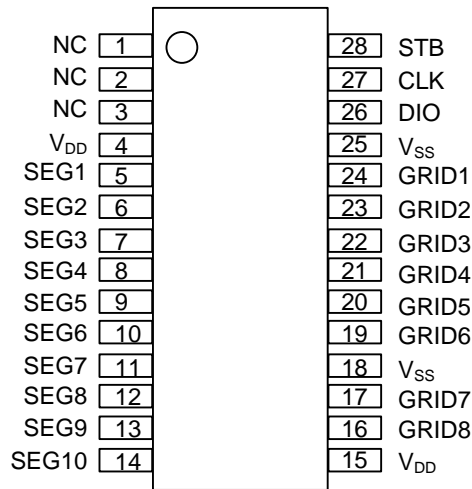 NC 1 28 STB
NC 2 27 CLK
NC 3 26 DIO
VDD 4 25 VSS
SEG1 5 24 GRID1
SEG2 6 23 GRID2
SEG3 7 22 GRID3
SEG4 8 21 GRID4
SEG5 9 20 GRID5
SEG6 10 19 GRID6
SEG7 11 18 VSS
SEG8 12 17 GRID7
SEG9 13 16 GRID8
SEG10 14 15 VDD